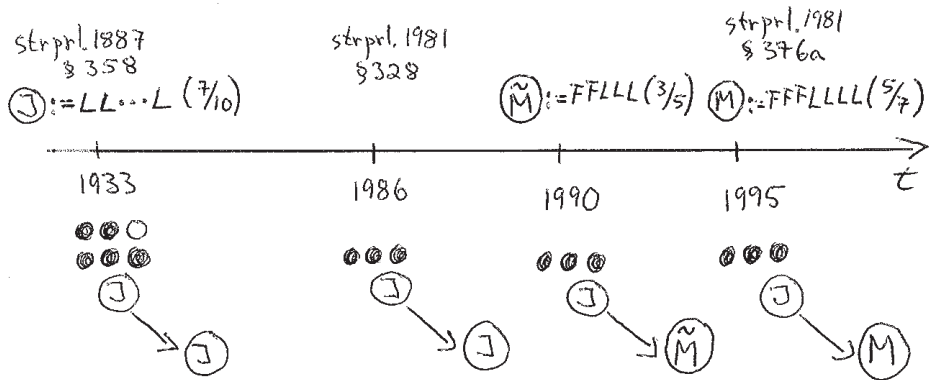 strprl. 1887
§ 358
J := LL···L (7/10)
strprl. 1981
§ 328
M̃ := FFLLL (3/5)
strprl. 1981
§ 376a
M := FFFLLLL (5/7)
t
1933
1986
1990
1995
J
J
J
J
J
J
M̃
M